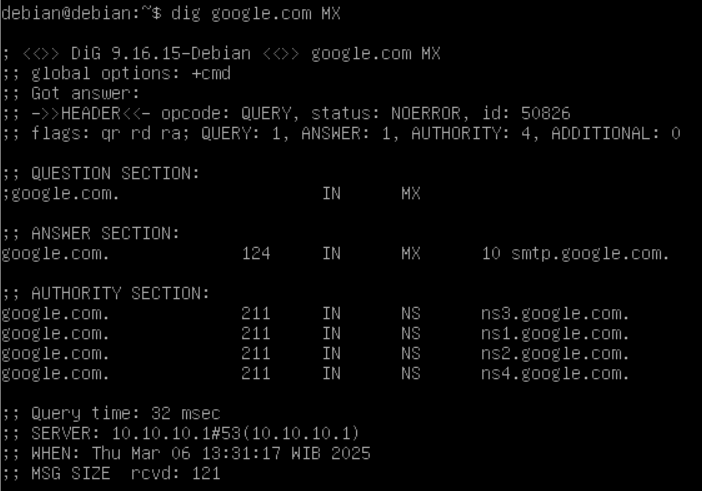 debian@debian:~$ dig google.com MX
; <<>> DiG 9.16.15-Debian <<>> google.com MX
;; global options: +cmd
;; Got answer:
;; ->>HEADER<<- opcode: QUERY, status: NOERROR, id: 50826
;; flags: qr rd ra; QUERY: 1, ANSWER: 1, AUTHORITY: 4, ADDITIONAL: 0
;; QUESTION SECTION:
;google.com. IN MX
;; ANSWER SECTION:
google.com. 124 IN MX 10 smtp.google.com.
;; AUTHORITY SECTION:
google.com. 211 IN NS ns3.google.com.
google.com. 211 IN NS ns1.google.com.
google.com. 211 IN NS ns2.google.com.
google.com. 211 IN NS ns4.google.com.
;; Query time: 32 msec
;; SERVER: 10.10.10.1#53(10.10.10.1)
;; WHEN: Thu Mar 06 13:31:17 WIB 2025
;; MSG SIZE rcvd: 121